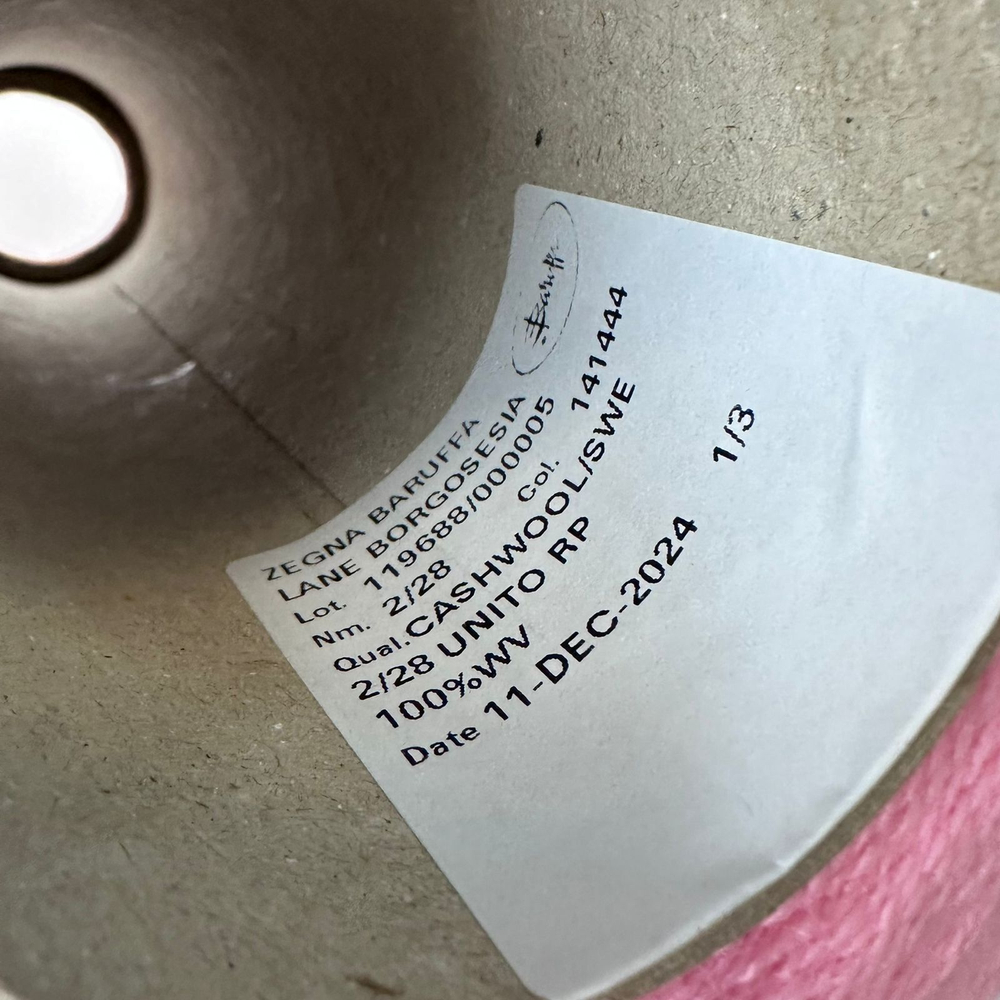 Baruffa
ZEGNA BARUFFA
LANE BORGOSESIA
Lot. 119688/000005
Nm. 2/28 Col. 141444
Qual.CASHWOOL/SWE
2/28 UNITO RP
100%WV 1/3
Date 11-DEC-2024